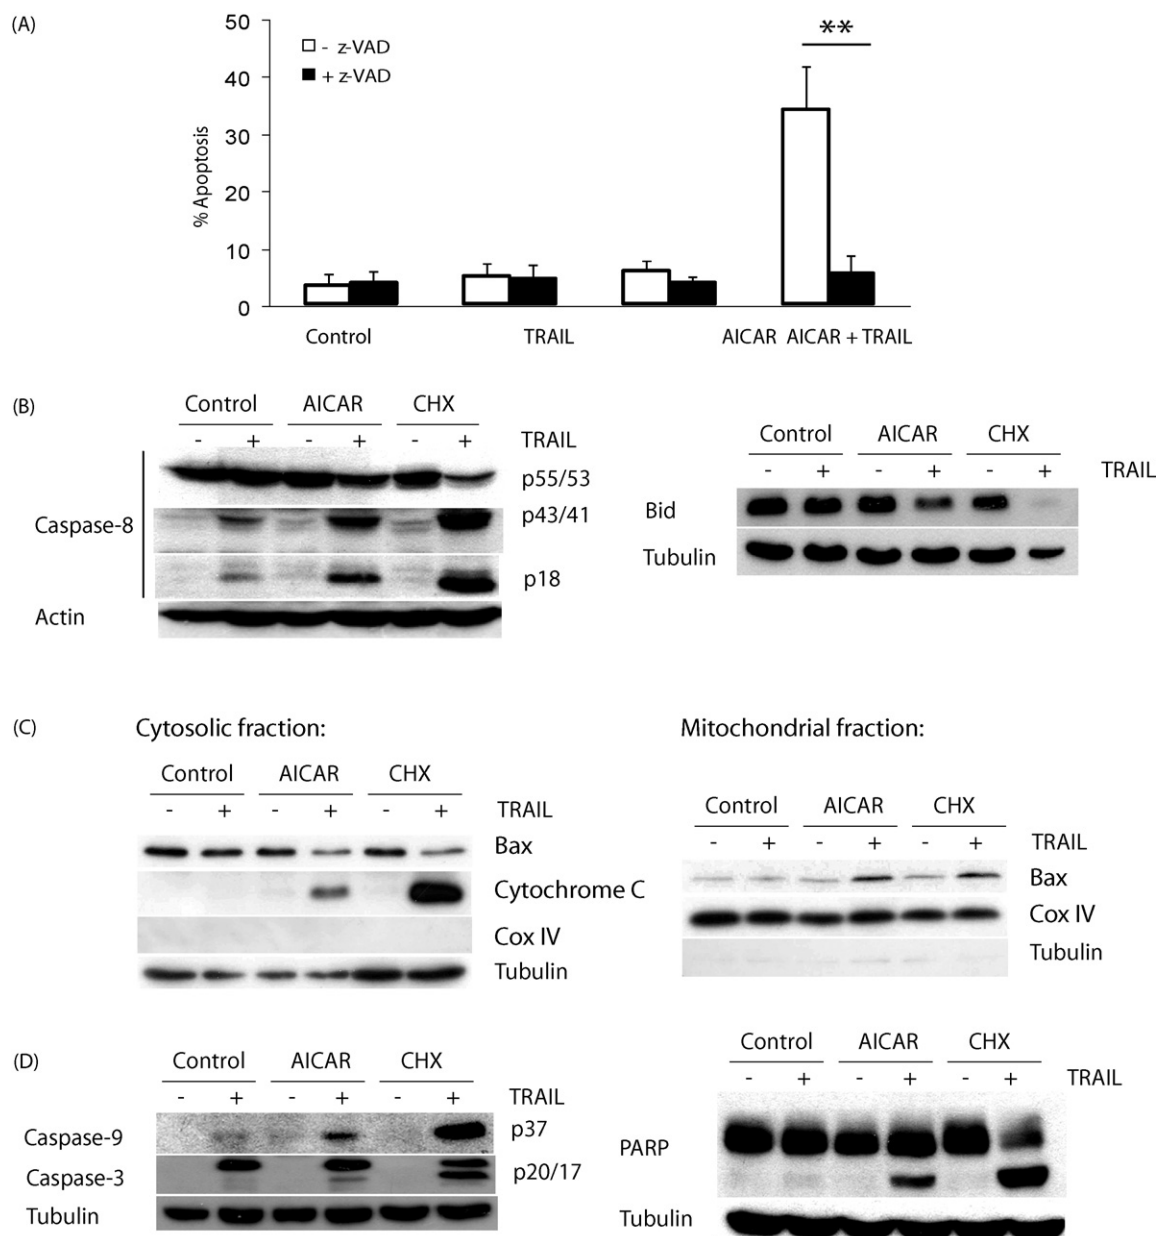 (A)
50
40
30
20
10
0
% Apoptosis
- z-VAD
+ z-VAD
**
Control TRAIL AICAR AICAR + TRAIL
(B)
Control AICAR CHX
- + - + - + TRAIL
p55/53
Caspase-8 p43/41
p18
Actin
Control AICAR CHX
- + - + - + TRAIL
Bid
Tubulin
(C)
Cytosolic fraction:
Control AICAR CHX
- + - + - + TRAIL
Bax
Cytochrome C
Cox IV
Tubulin
Mitochondrial fraction:
Control AICAR CHX
- + - + - + TRAIL
Bax
Cox IV
Tubulin
(D)
Control AICAR CHX
- + - + - + TRAIL
Caspase-9 p37
Caspase-3 p20/17
Tubulin
Control AICAR CHX
- + - + - + TRAIL
PARP
Tubulin